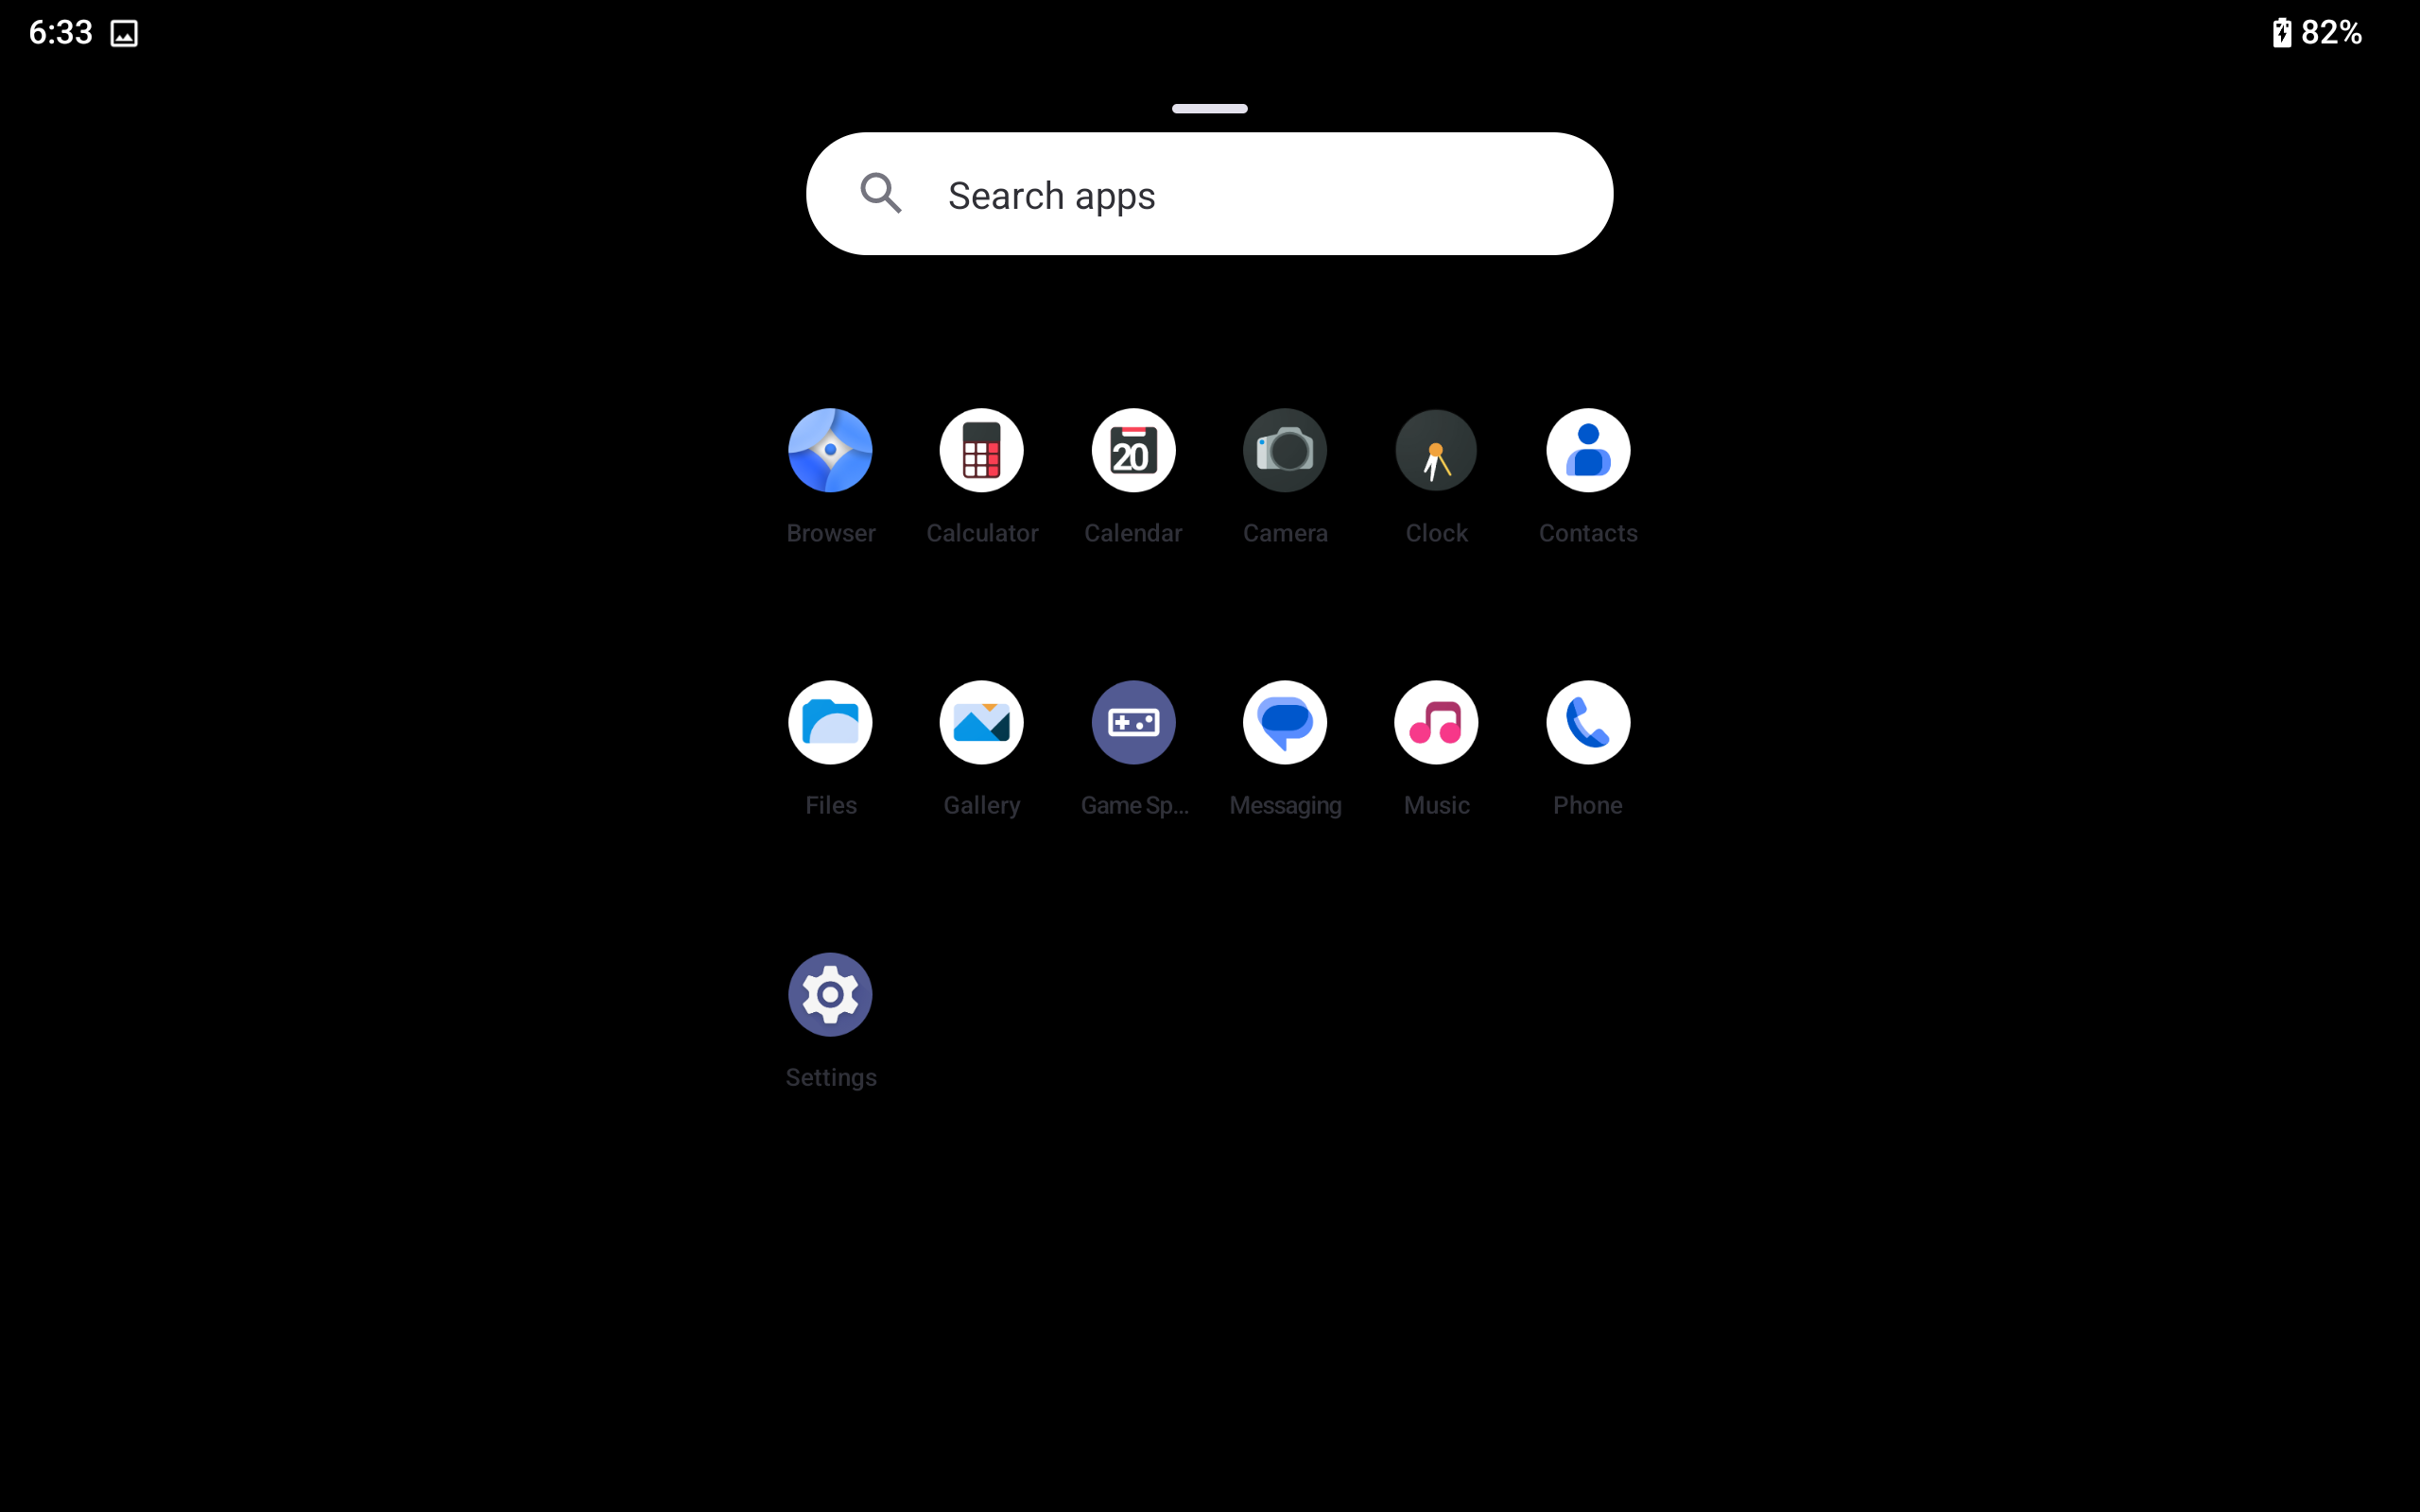 6:33
82%
Search apps
20
Browser
Calculator
Calendar
Camera
Clock
Contacts
Files
Gallery
Game Sp...
Messaging
Music
Phone
Settings